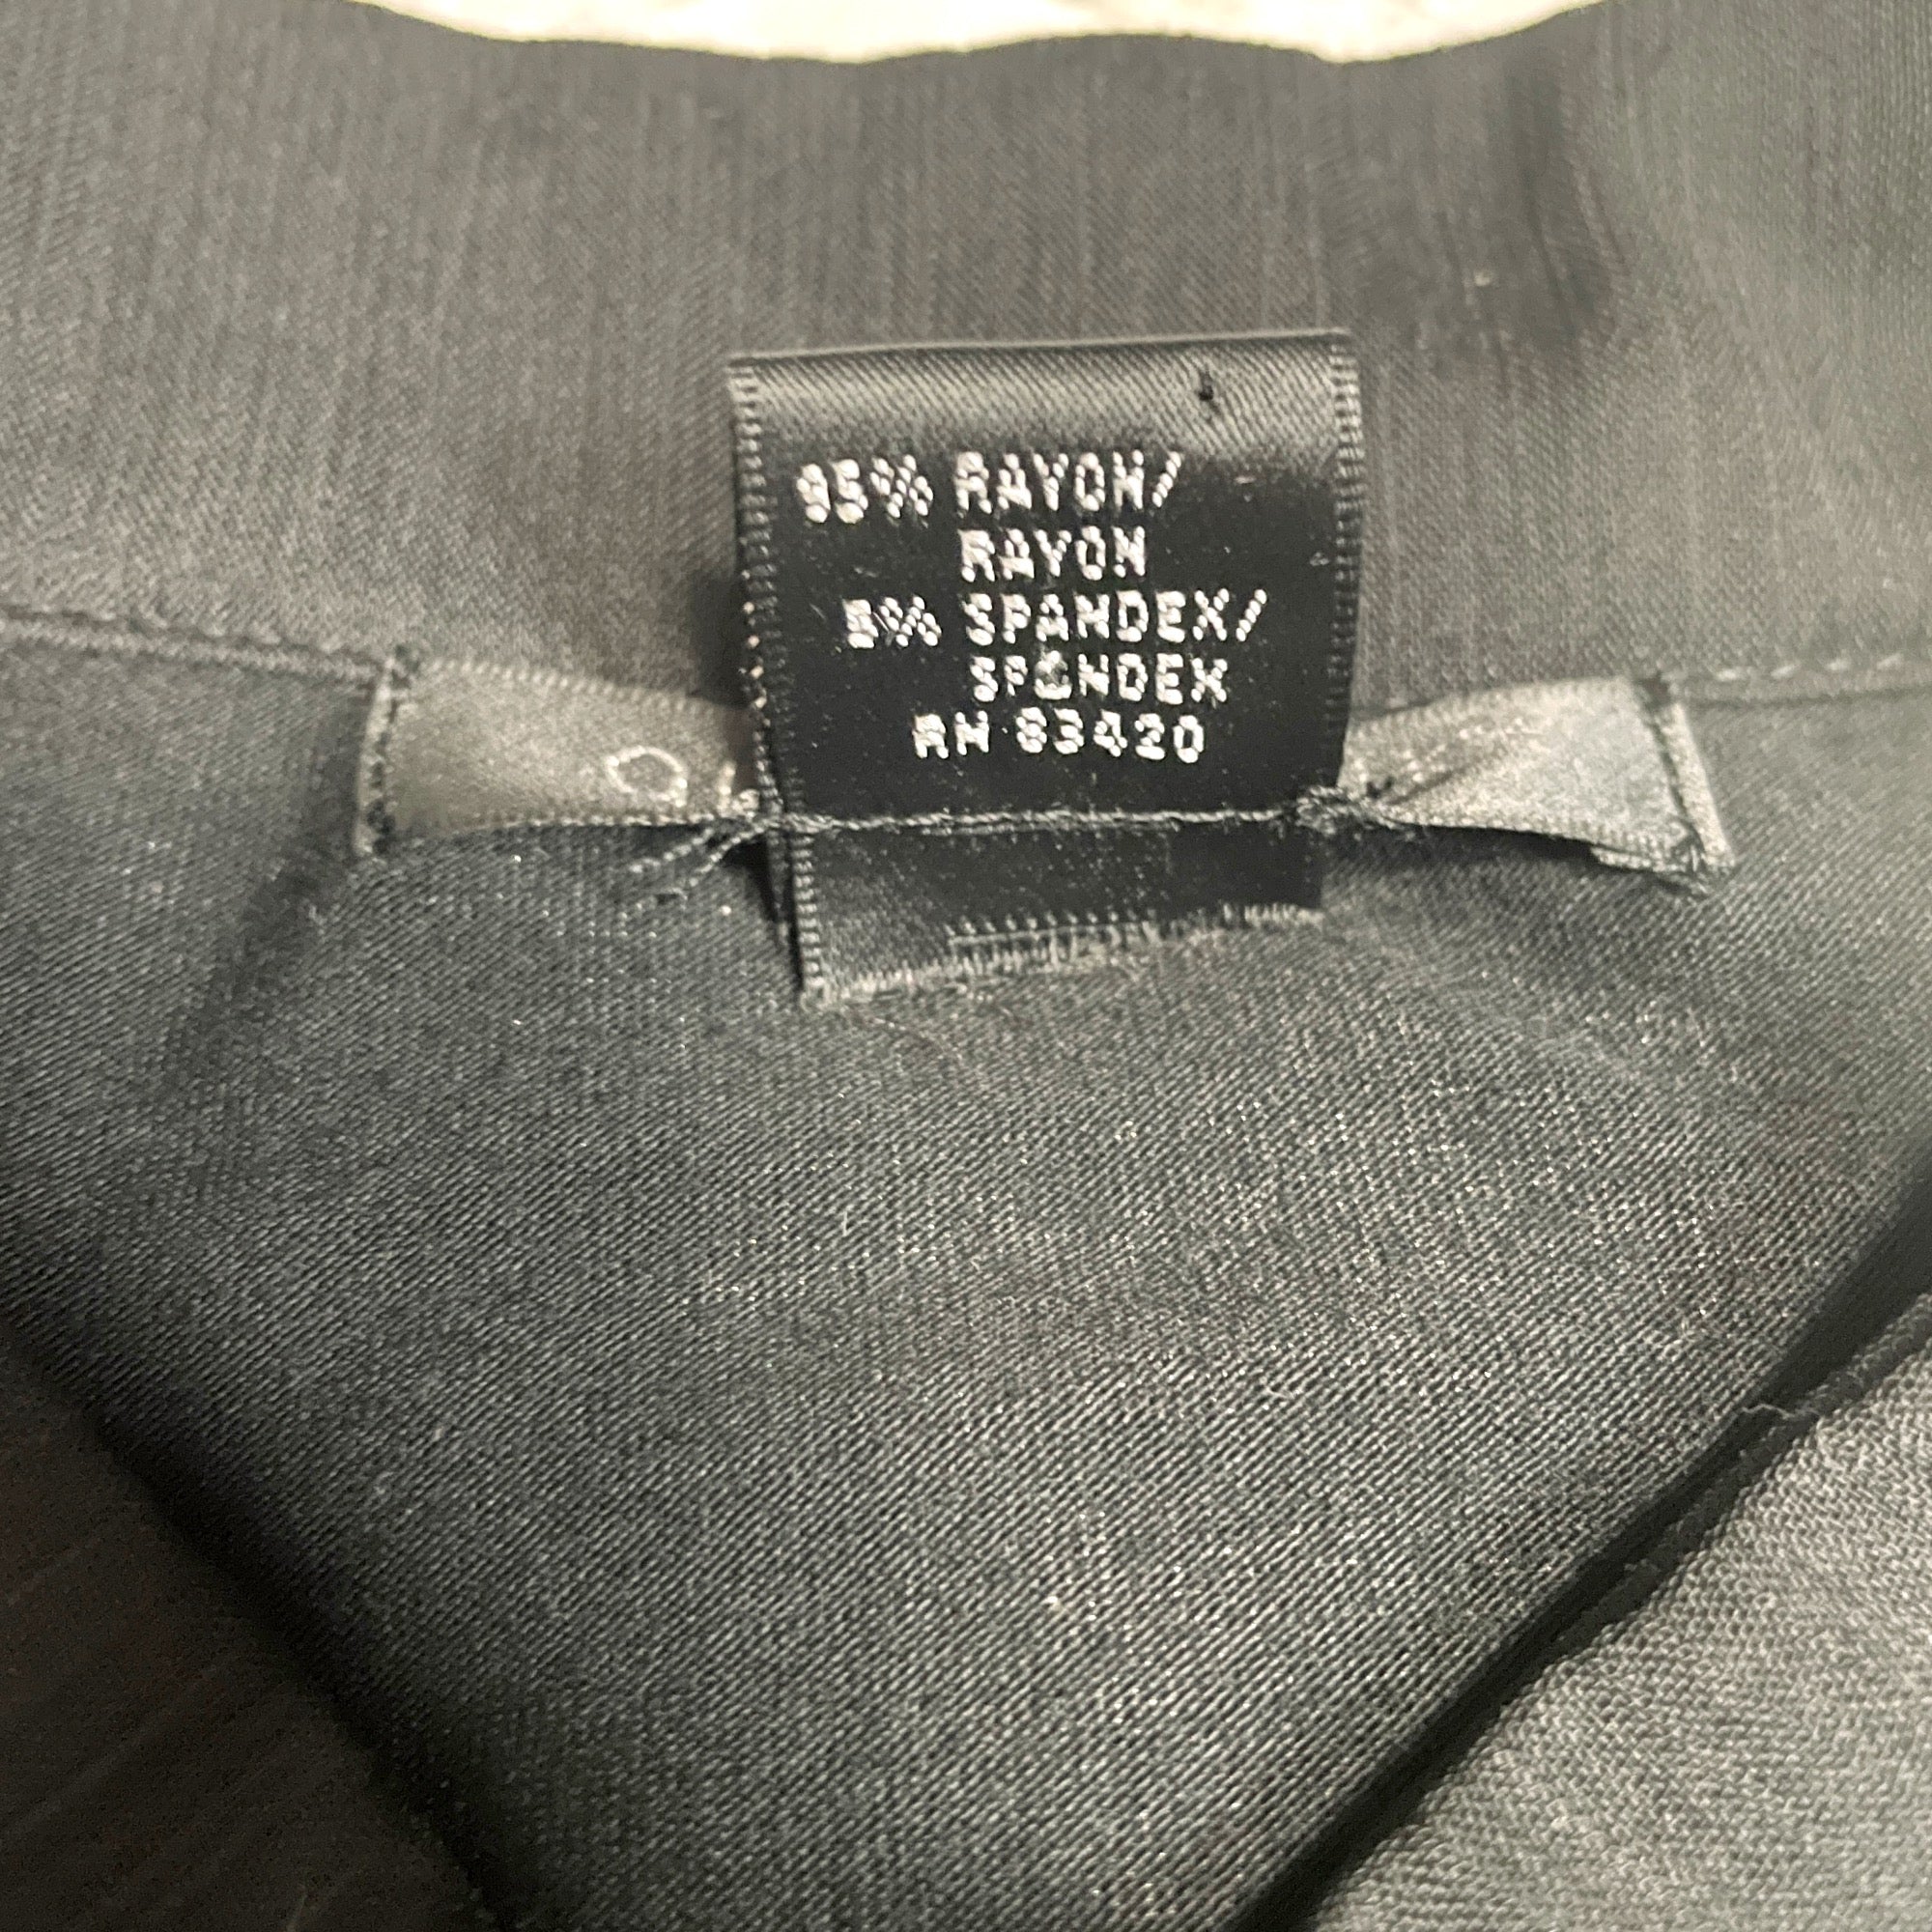 95% RAYON/
RAYON
5% SPANDEX/
SPANDEX
RN 83420